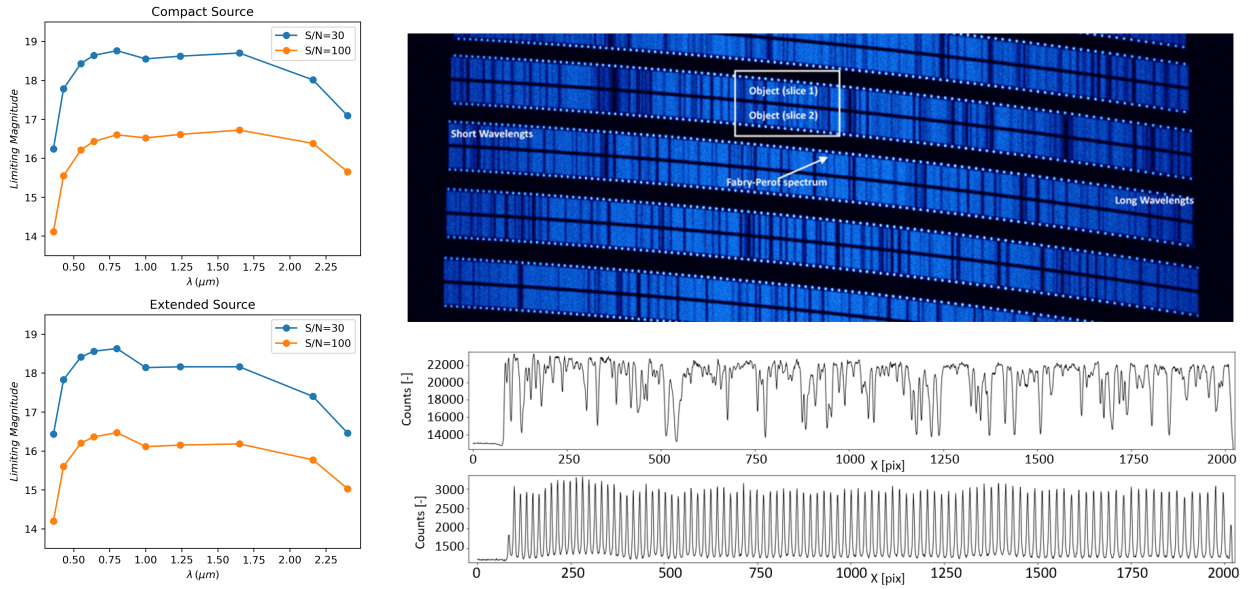 Compact Source
19
18
17
16
15
14
Limiting Magnitude
S/N=30
S/N=100
0.50 0.75 1.00 1.25 1.50 1.75 2.00 2.25
λ (μm)
Extended Source
19
18
17
16
15
14
Limiting Magnitude
S/N=30
S/N=100
0.50 0.75 1.00 1.25 1.50 1.75 2.00 2.25
λ (μm)
Object (slice 1)
Object (slice 2)
Short Wavelengts
Fabry-Perot spectrum
Long Wavelengts
22000
20000
18000
16000
14000
Counts [-]
0 250 500 750 1000 1250 1500 1750 2000
X [pix]
3000
2500
2000
1500
Counts [-]
0 250 500 750 1000 1250 1500 1750 2000
X [pix]